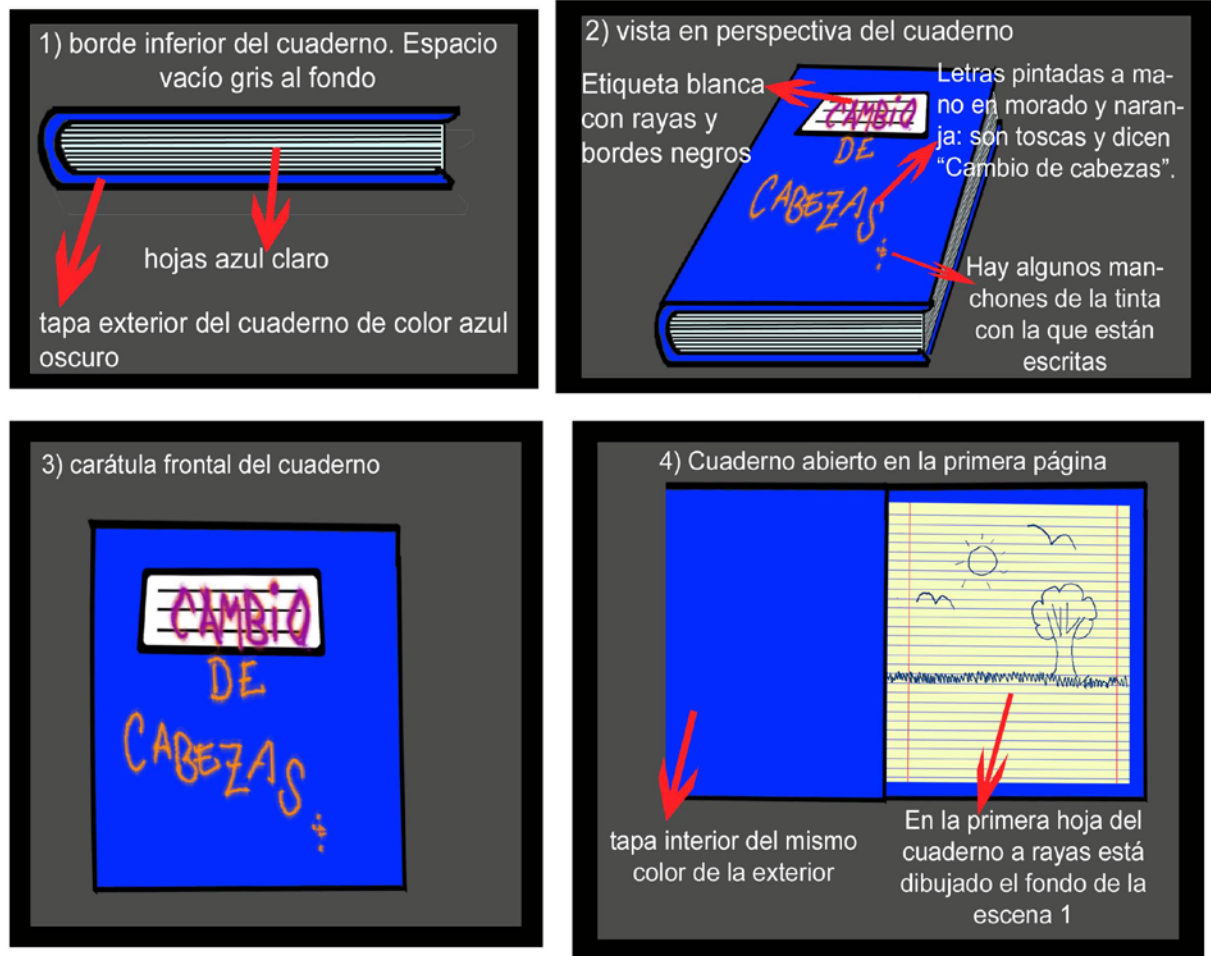 1) borde inferior del cuaderno. Espacio
vacío gris al fondo
hojas azul claro
tapa exterior del cuaderno de color azul
oscuro
2) vista en perspectiva del cuaderno
Etiqueta blanca
con rayas y
bordes negros
Letras pintadas a ma-
no en morado y naran-
ja: son toscas y dicen
“Cambio de cabezas”.
CAMBiO
DE
CABEZAS
Hay algunos man-
chones de la tinta
con la que están
escritas
3) carátula frontal del cuaderno
CAMBiO
DE
CABEZAS
4) Cuaderno abierto en la primera página
tapa interior del mismo
color de la exterior
En la primera hoja del
cuaderno a rayas está
dibujado el fondo de la
escena 1